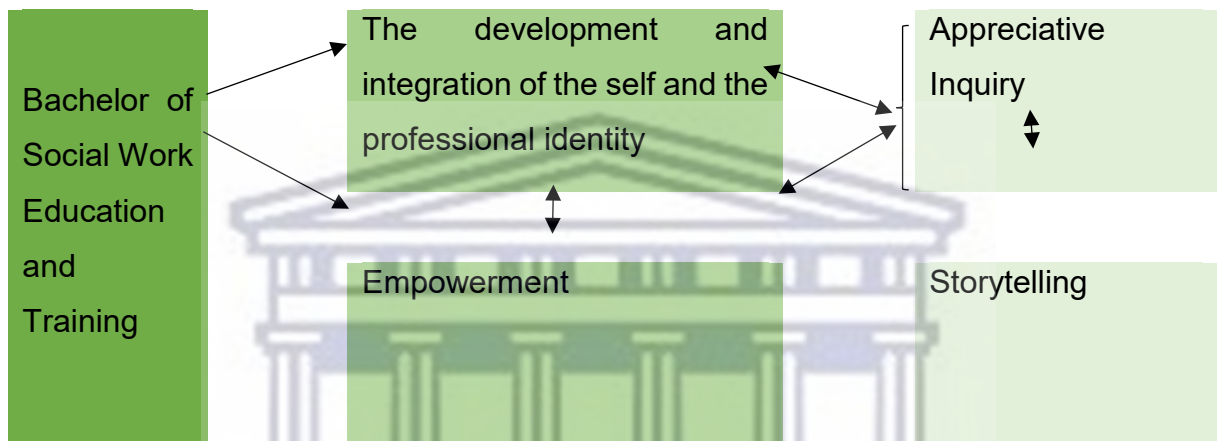 Bachelor of
Social Work
Education
and
Training
The development and
integration of the self and the
professional identity
Empowerment
Appreciative
Inquiry
Storytelling